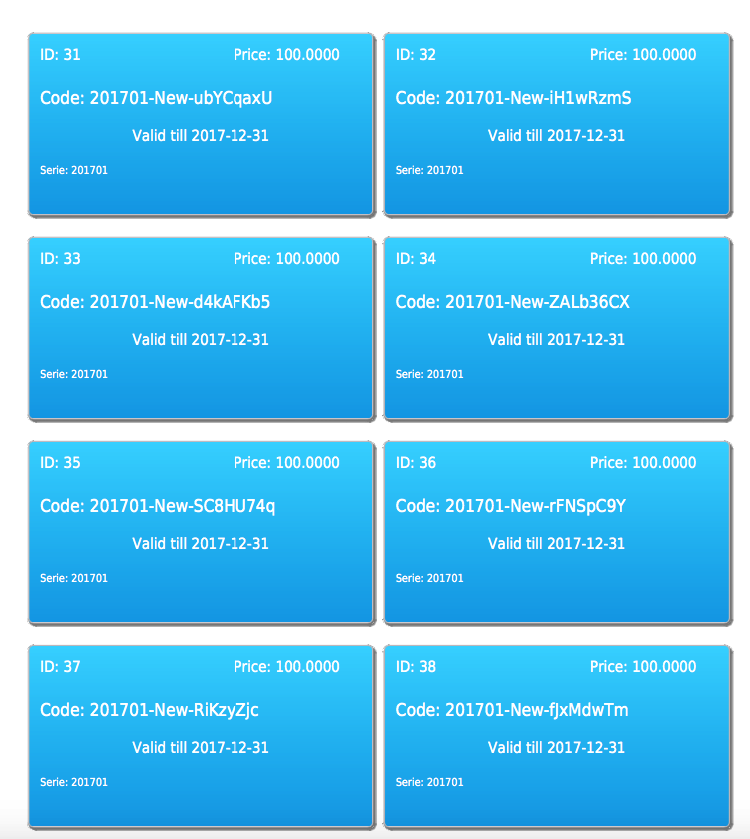 ID: 31 Price: 100.0000
Code: 201701-New-ubYCqaxU
Valid till 2017-12-31
Serie: 201701
ID: 32 Price: 100.0000
Code: 201701-New-iH1wRzmS
Valid till 2017-12-31
Serie: 201701
ID: 33 Price: 100.0000
Code: 201701-New-d4kAFKb5
Valid till 2017-12-31
Serie: 201701
ID: 34 Price: 100.0000
Code: 201701-New-ZALb36CX
Valid till 2017-12-31
Serie: 201701
ID: 35 Price: 100.0000
Code: 201701-New-SC8HU74q
Valid till 2017-12-31
Serie: 201701
ID: 36 Price: 100.0000
Code: 201701-New-rFNSpC9Y
Valid till 2017-12-31
Serie: 201701
ID: 37 Price: 100.0000
Code: 201701-New-RiKzyZjc
Valid till 2017-12-31
Serie: 201701
ID: 38 Price: 100.0000
Code: 201701-New-fJxMdwTm
Valid till 2017-12-31
Serie: 201701